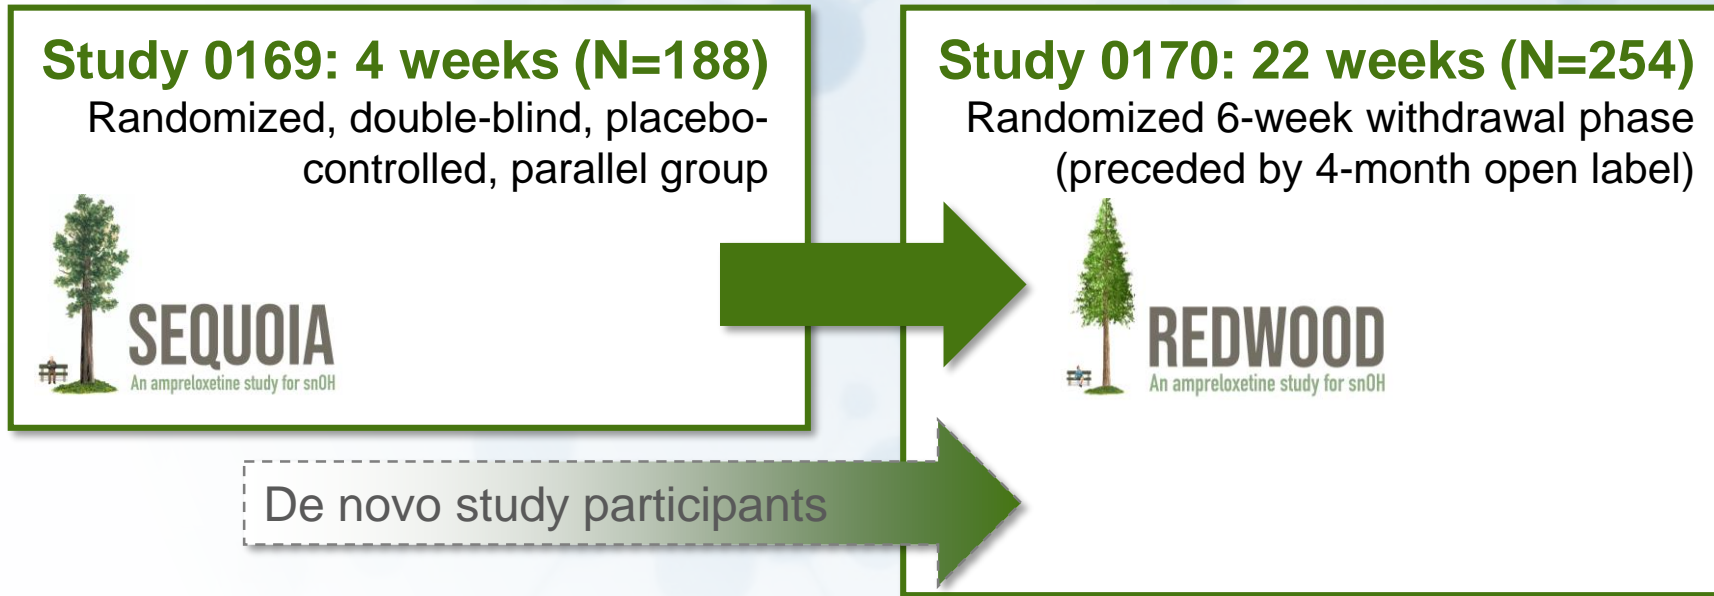 Study 0169: 4 weeks (N=188)
Randomized, double-blind, placebo-
controlled, parallel group
SEQUOIA
An ampreloxetine study for snOH
Study 0170: 22 weeks (N=254)
Randomized 6-week withdrawal phase
(preceded by 4-month open label)
REDWOOD
An ampreloxetine study for snOH
De novo study participants